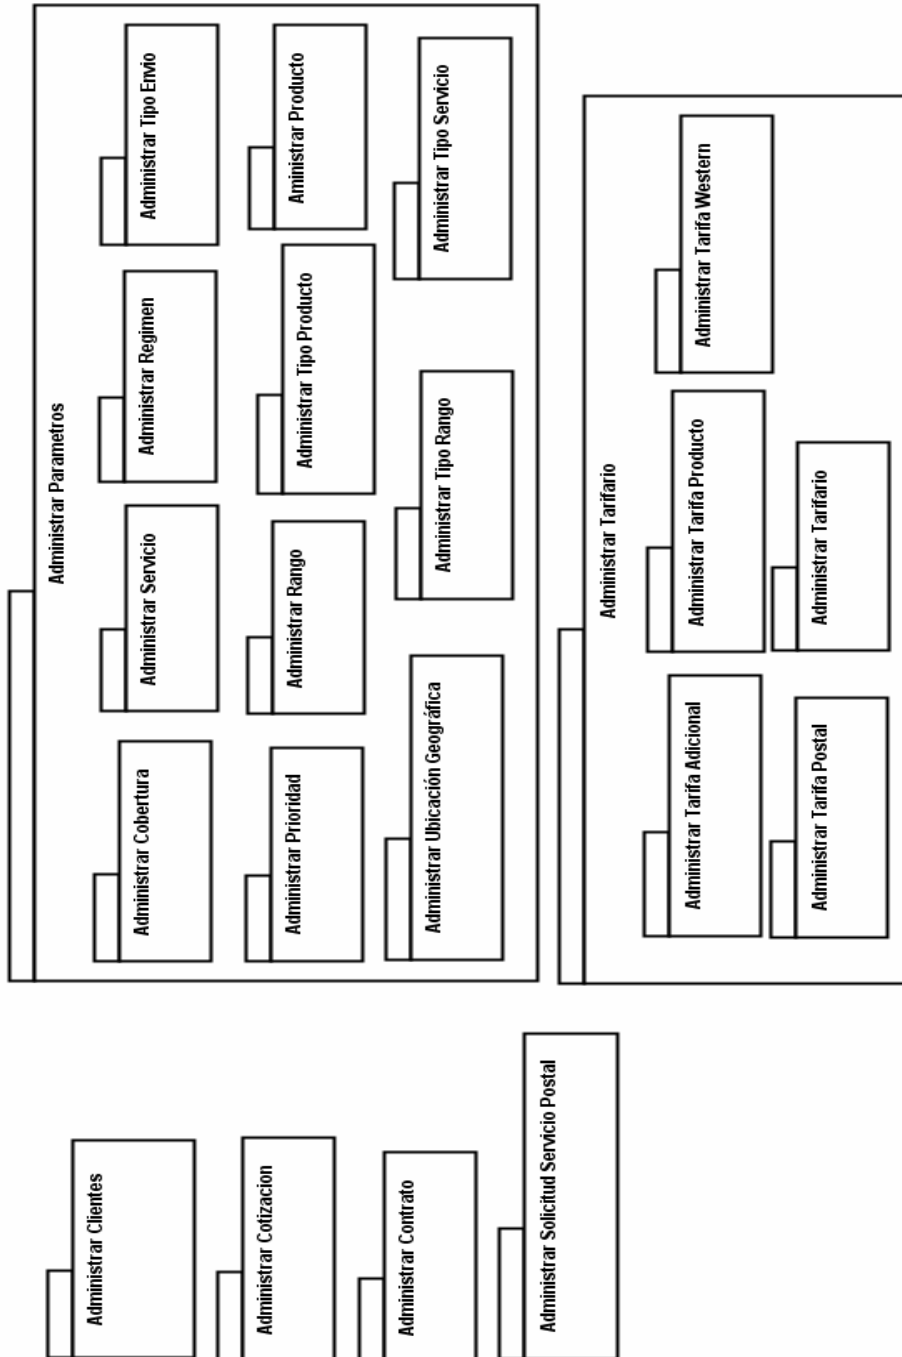 Administrar Clientes
Administrar Cotizacion
Administrar Contrato
Administrar Solicitud Servicio Postal
Administrar Parametros
Administrar Cobertura
Administrar Servicio
Administrar Regimen
Administrar Tipo Envio
Administrar Prioridad
Administrar Rango
Administrar Tipo Producto
Aministrar Producto
Administrar Ubicación Geográfica
Administrar Tipo Rango
Administrar Tipo Servicio
Administrar Tarifario
Administrar Tarifa Adicional
Administrar Tarifa Producto
Administrar Tarifa Western
Administrar Tarifa Postal
Administrar Tarifario